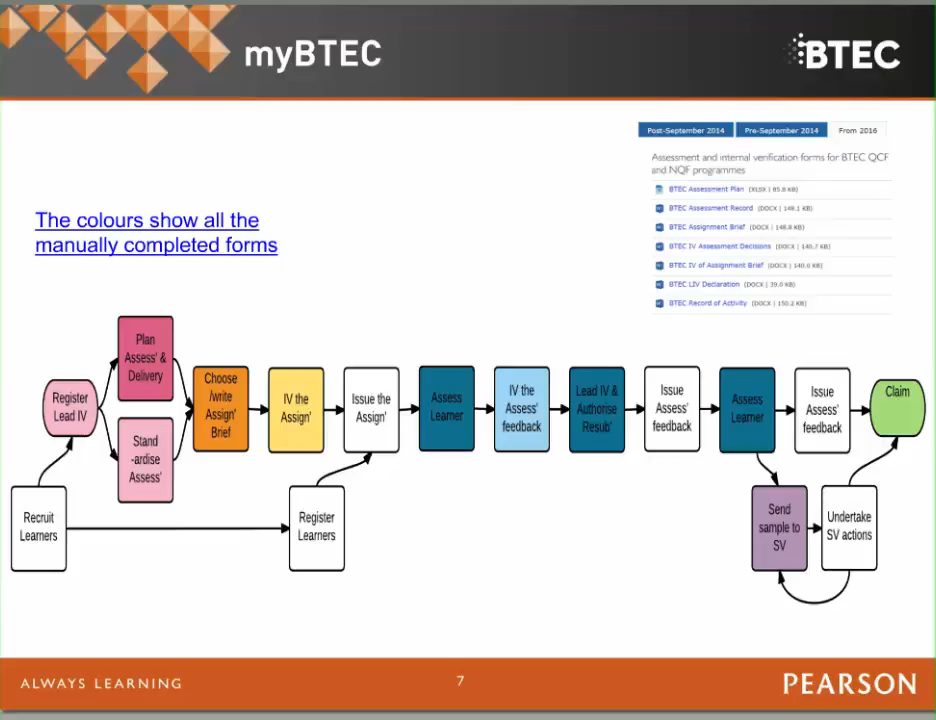 myBTEC
BTEC
Post-September 2014
Pre-September 2014
From 2016
Assessment and internal verification forms for BTEC QCF
and NQF programmes
BTEC Assessment Plan (XLSX | 85.8 KB)
BTEC Assessment Record (DOCX | 149.1 KB)
BTEC Assignment Brief (DOCX | 148.8 KB)
BTEC IV Assessment Decisions (DOCX | 140.7 KB)
BTEC IV of Assignment Brief (DOCX | 140.0 KB)
BTEC LIV Declaration (DOCX | 39.0 KB)
BTEC Record of Activity (DOCX | 150.2 KB)
The colours show all the
manually completed forms
Register
Lead IV
Plan
Assess' &
Delivery
Stand
-ardise
Assess'
Choose
/write
Assign'
Brief
IV the
Assign'
Issue the
Assign'
Assess
Learner
IV the
Assess'
feedback
Lead IV &
Authorise
Resub'
Issue
Assess'
feedback
Assess
Learner
Issue
Assess'
feedback
Claim
Recruit
Learners
Register
Learners
Send
sample to
SV
Undertake
SV actions
ALWAYS LEARNING
7
PEARSON